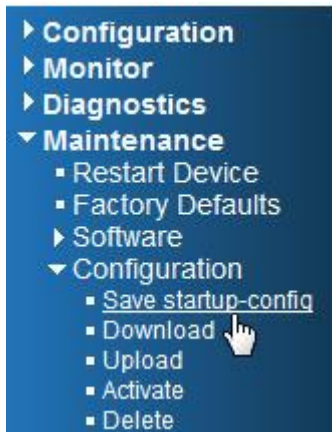 Configuration
Monitor
Diagnostics
Maintenance
Restart Device
Factory Defaults
Software
Configuration
Save startup-config
Download
Upload
Activate
Delete